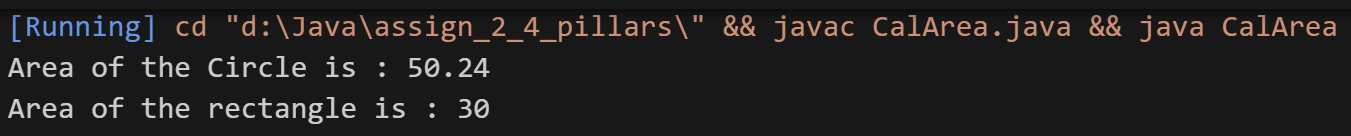 [Running] cd "d:\Java\assign_2_4_pillars\" && javac CalArea.java && java CalArea
Area of the Circle is : 50.24
Area of the rectangle is : 30